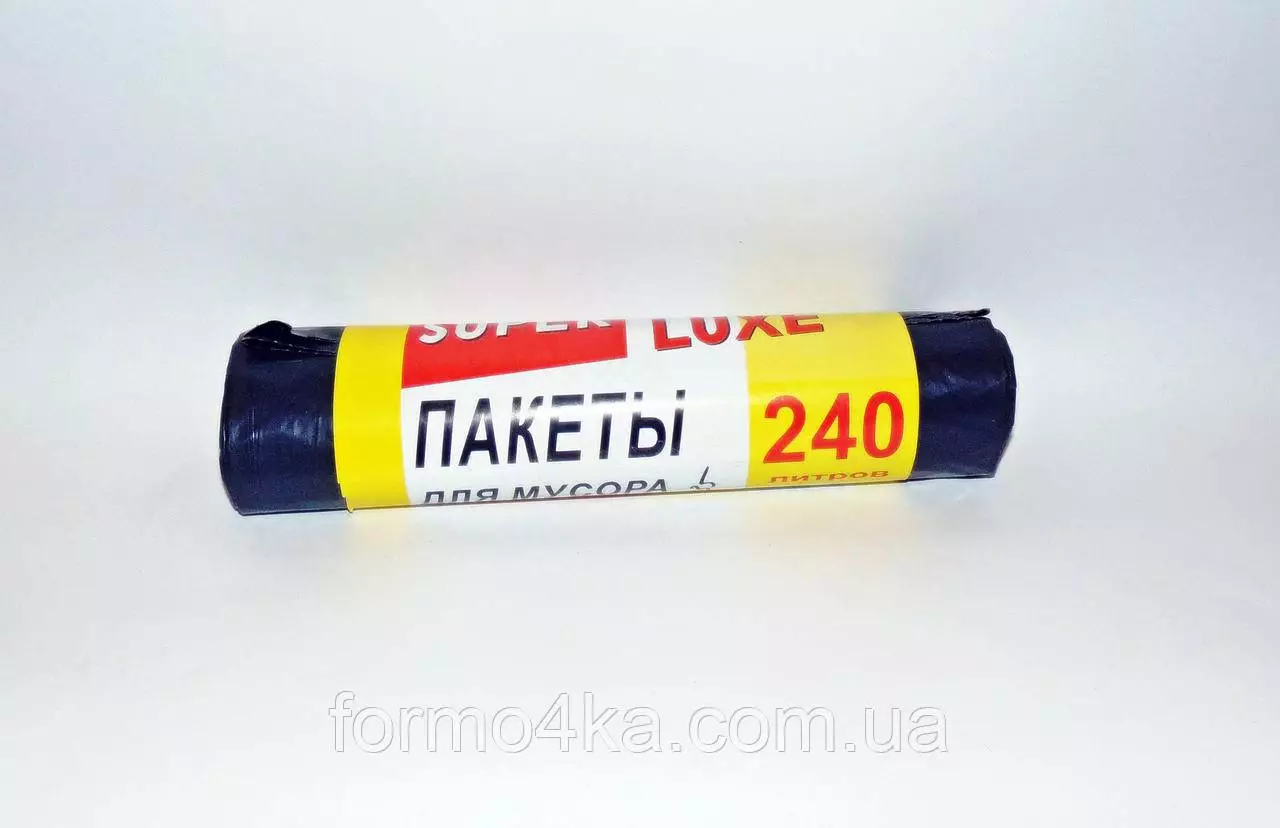 SUPER LUXE
ПАКЕТЫ
ДЛЯ МУСОРА
240
литров
formo4ka.com.ua